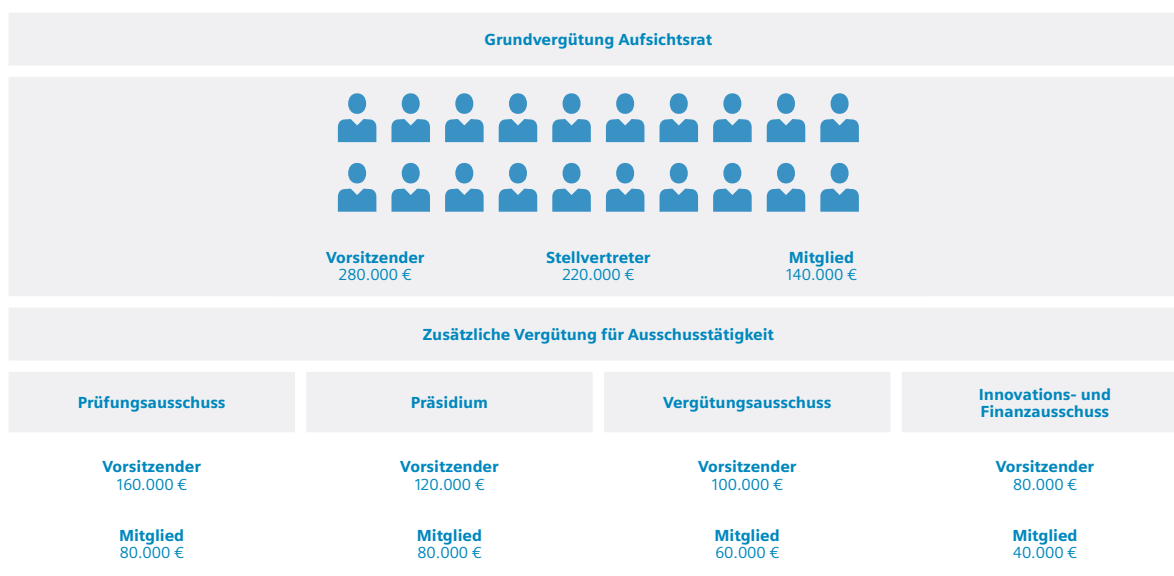 Grundvergütung Aufsichtsrat
Vorsitzender
280.000 €
Stellvertreter
220.000 €
Mitglied
140.000 €
Zusätzliche Vergütung für Ausschusstätigkeit
Prüfungsausschuss
Vorsitzender
160.000 €
Mitglied
80.000 €
Präsidium
Vorsitzender
120.000 €
Mitglied
80.000 €
Vergütungsausschuss
Vorsitzender
100.000 €
Mitglied
60.000 €
Innovations- und
Finanzausschuss
Vorsitzender
80.000 €
Mitglied
40.000 €